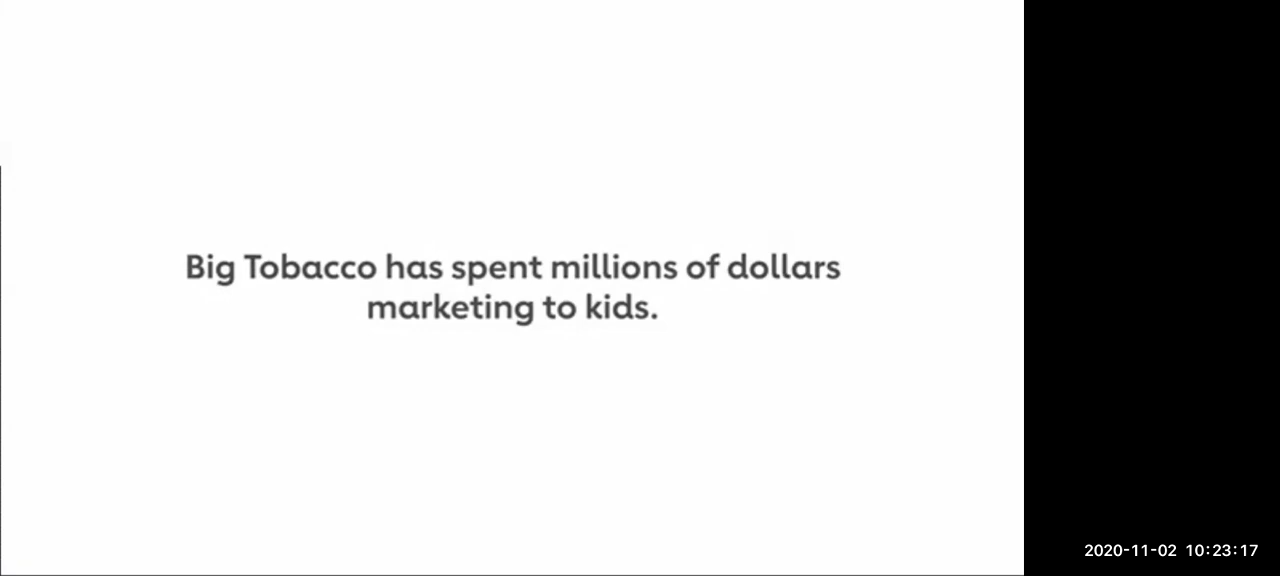 Big Tobacco has spent millions of dollars
marketing to kids.
2020-11-02 10:23:17